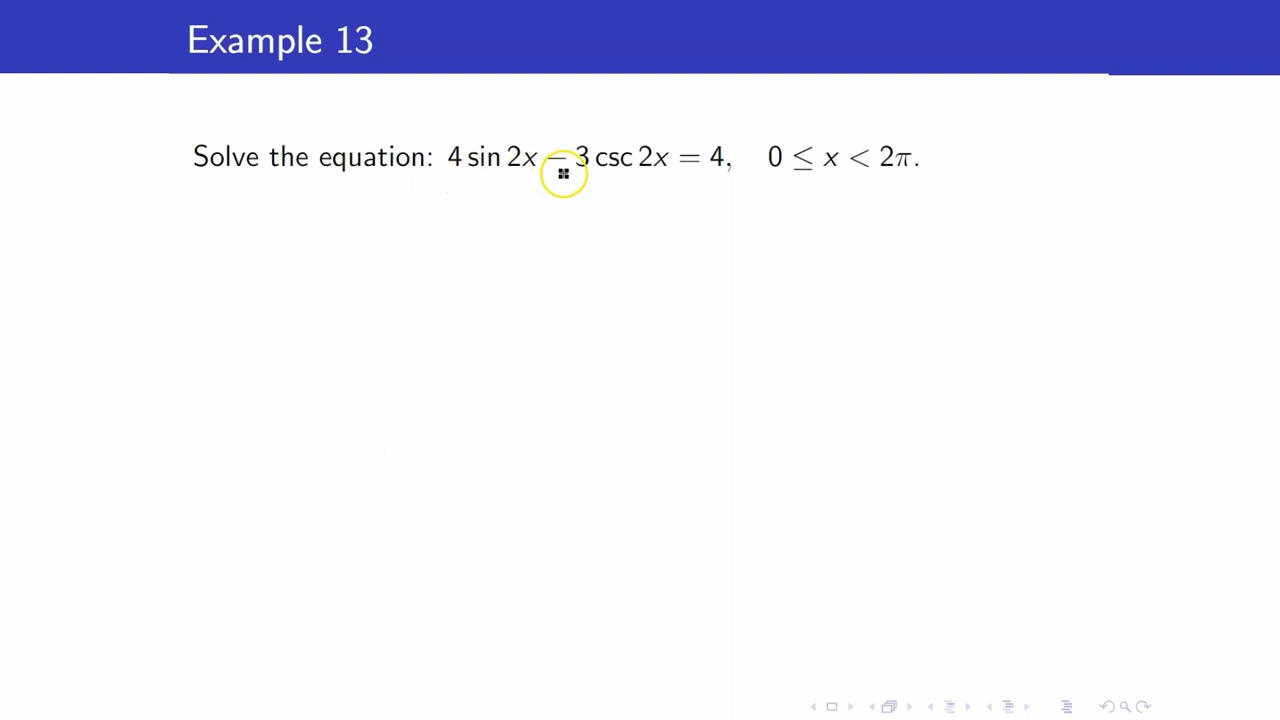 Example 13
Solve the equation: 4 sin 2x − 3 csc 2x = 4, 0 ≤ x < 2π.